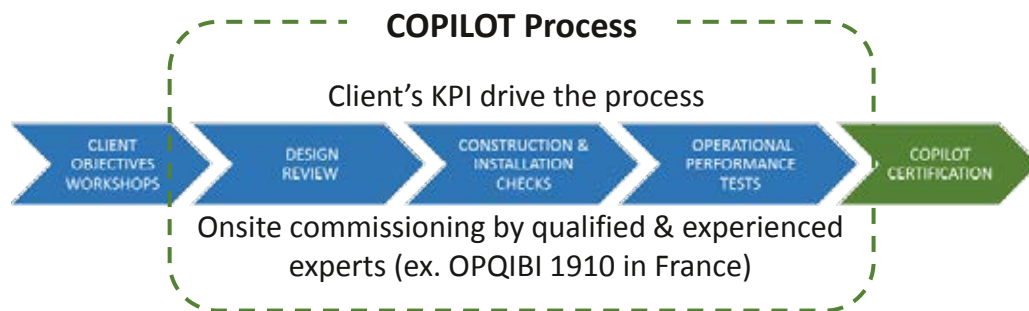 COPILOT Process
Client's KPI drive the process
CLIENT
OBJECTIVES
WORKSHOPS
DESIGN
REVIEW
CONSTRUCTION &
INSTALLATION
CHECKS
OPERATIONAL
PERFORMANCE
TESTS
COPILOT
CERTIFICATION
Onsite commissioning by qualified & experienced
experts (ex. OPQIBI 1910 in France)